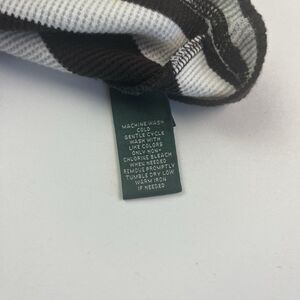 MACHINE WASH
COLD
GENTLE CYCLE
WASH WITH
LIKE COLORS
ONLY NON-
CHLORINE BLEACH
WHEN NEEDED
REMOVE PROMPTLY
TUMBLE DRY LOW
WARM IRON
IF NEEDED